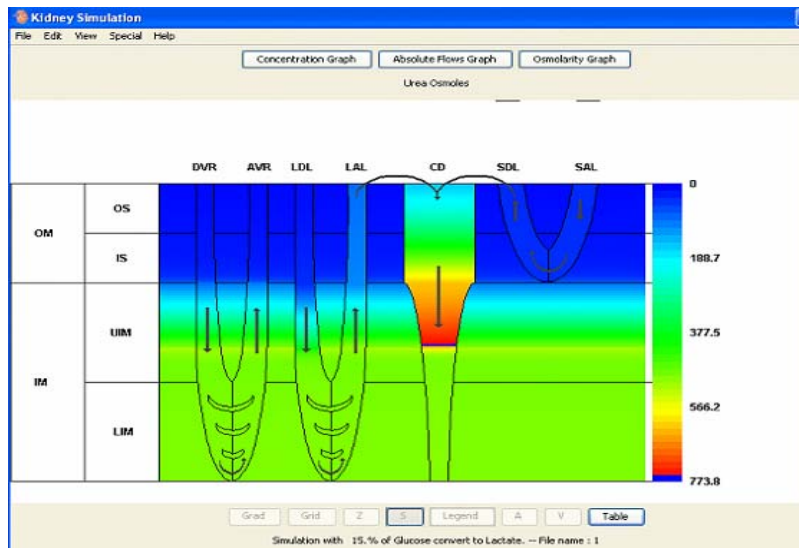 Kidney Simulation
File Edit View Special Help
Concentration Graph Absolute Flows Graph Osmolarity Graph
Urea Osmoles
DVR AVR LDL LAL CD SDL SAL
0
OS
OM
188.7
IS
UIM
377.5
IM
566.2
LIM
773.8
Grad Grid Z S Legend A V Table
Simulation with 15.% of Glucose convert to Lactate. -- File name : 1